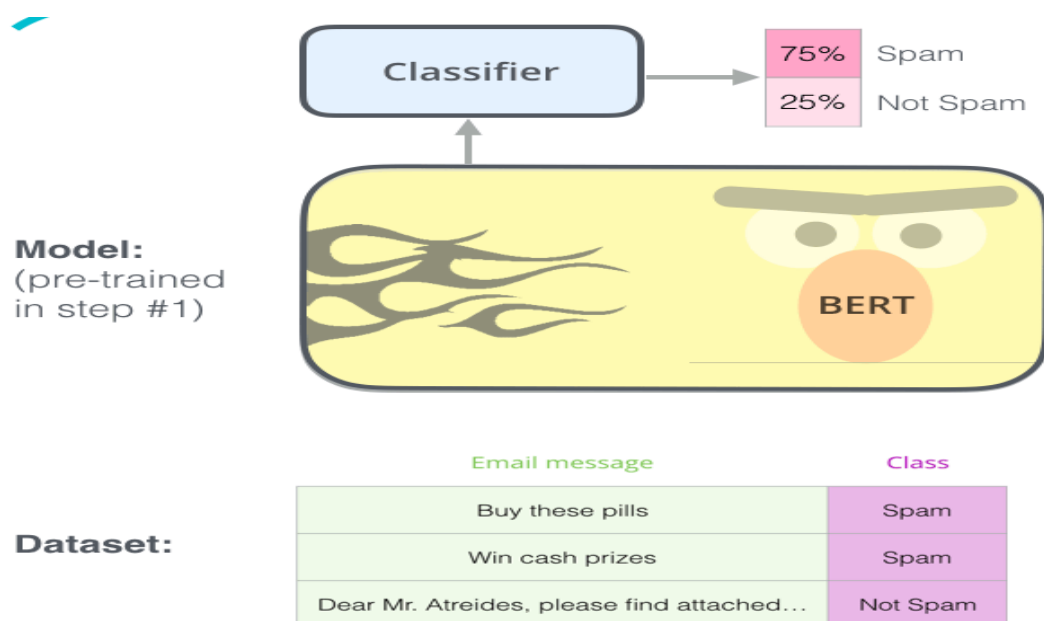 Classifier
75% Spam
25% Not Spam
Model:
(pre-trained
in step #1)
BERT
Email message Class
Buy these pills Spam
Dataset:
Win cash prizes Spam
Dear Mr. Atreides, please find attached... Not Spam